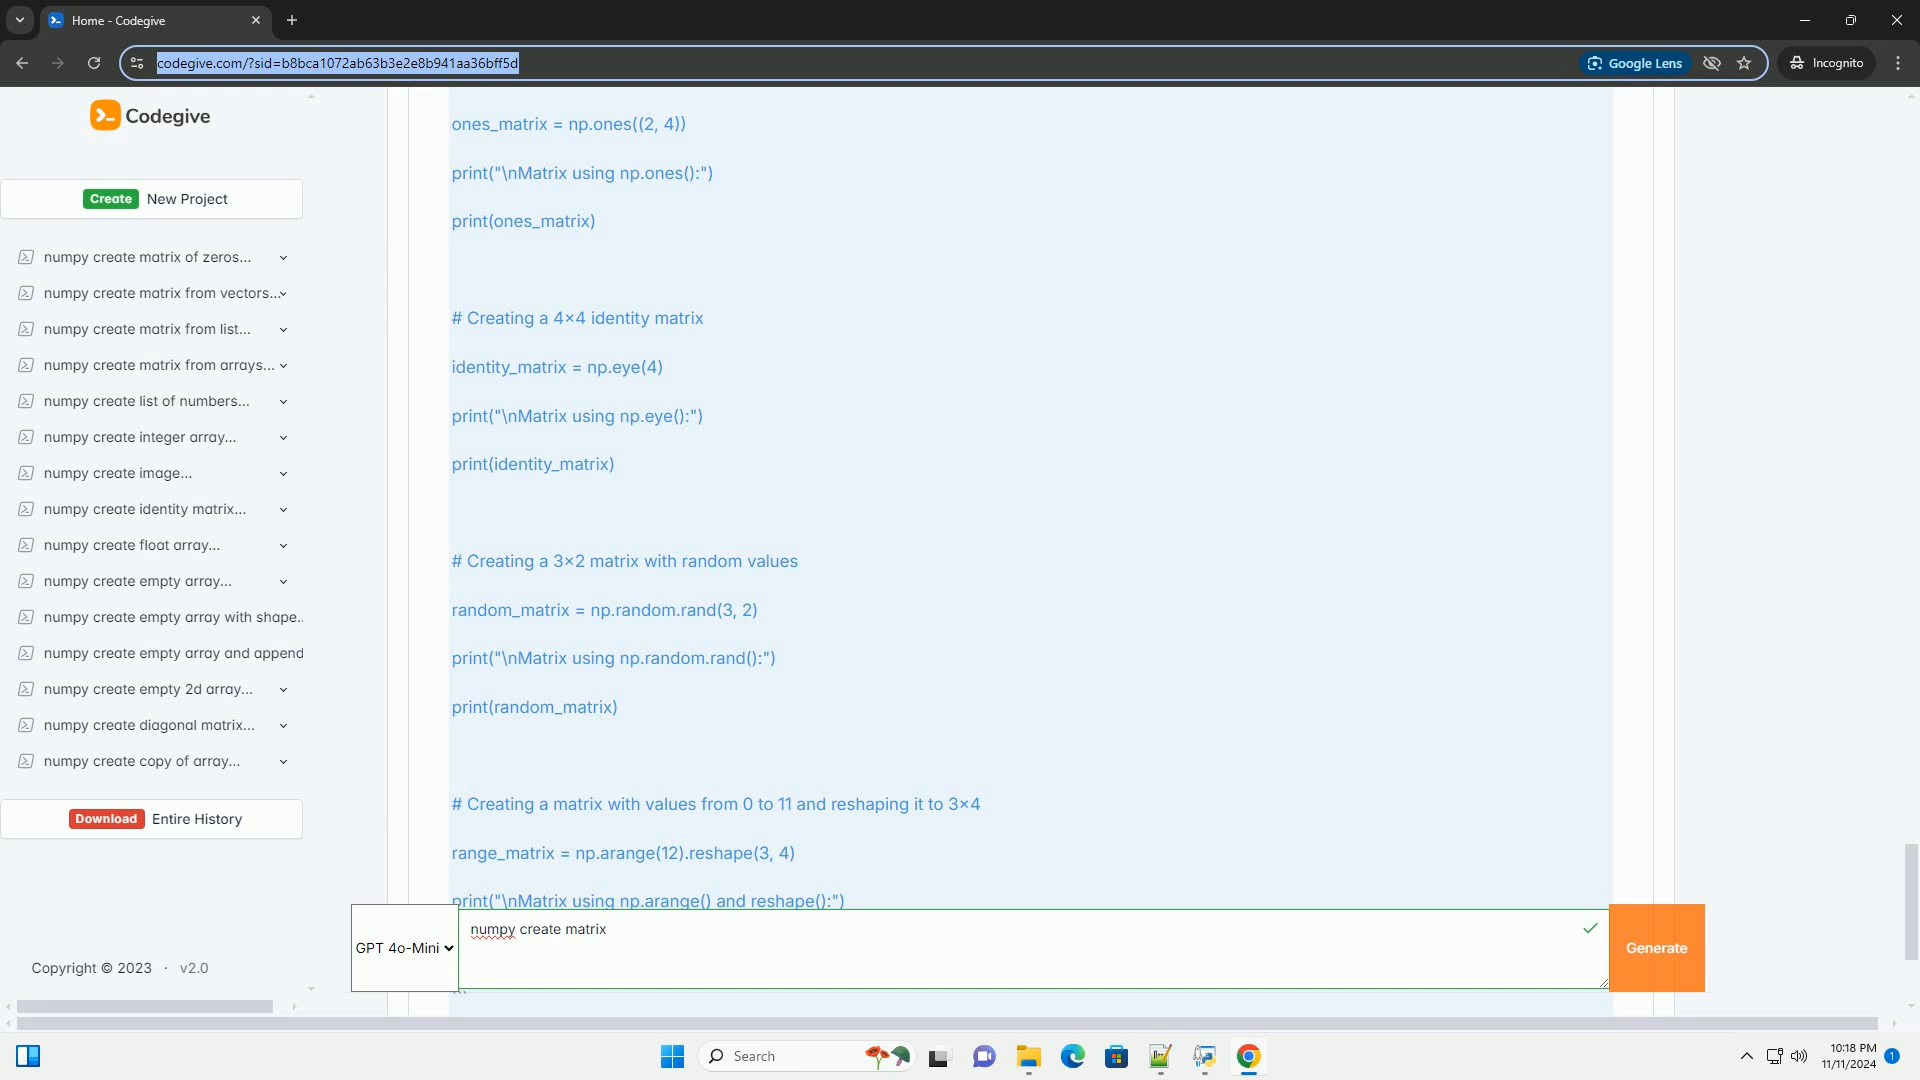 Home - Codegive
codegive.com/?sid=b8bca1072ab63b3e2e8b941aa36bff5d
Google Lens
Incognito
Codegive
Create New Project
numpy create matrix of zeros...
numpy create matrix from vectors...
numpy create matrix from list...
numpy create matrix from arrays...
numpy create list of numbers...
numpy create integer array...
numpy create image...
numpy create identity matrix...
numpy create float array...
numpy create empty array...
numpy create empty array with shape..
numpy create empty array and append
numpy create empty 2d array...
numpy create diagonal matrix...
numpy create copy of array...
Download Entire History
Copyright © 2023 · v2.0
ones_matrix = np.ones((2, 4))
print("\nMatrix using np.ones():")
print(ones_matrix)
# Creating a 4×4 identity matrix
identity_matrix = np.eye(4)
print("\nMatrix using np.eye():")
print(identity_matrix)
# Creating a 3×2 matrix with random values
random_matrix = np.random.rand(3, 2)
print("\nMatrix using np.random.rand():")
print(random_matrix)
# Creating a matrix with values from 0 to 11 and reshaping it to 3×4
range_matrix = np.arange(12).reshape(3, 4)
print("\nMatrix using np.arange() and reshape():")
GPT 4o-Mini
numpy create matrix
Generate
Search
10:18 PM
11/11/2024
1